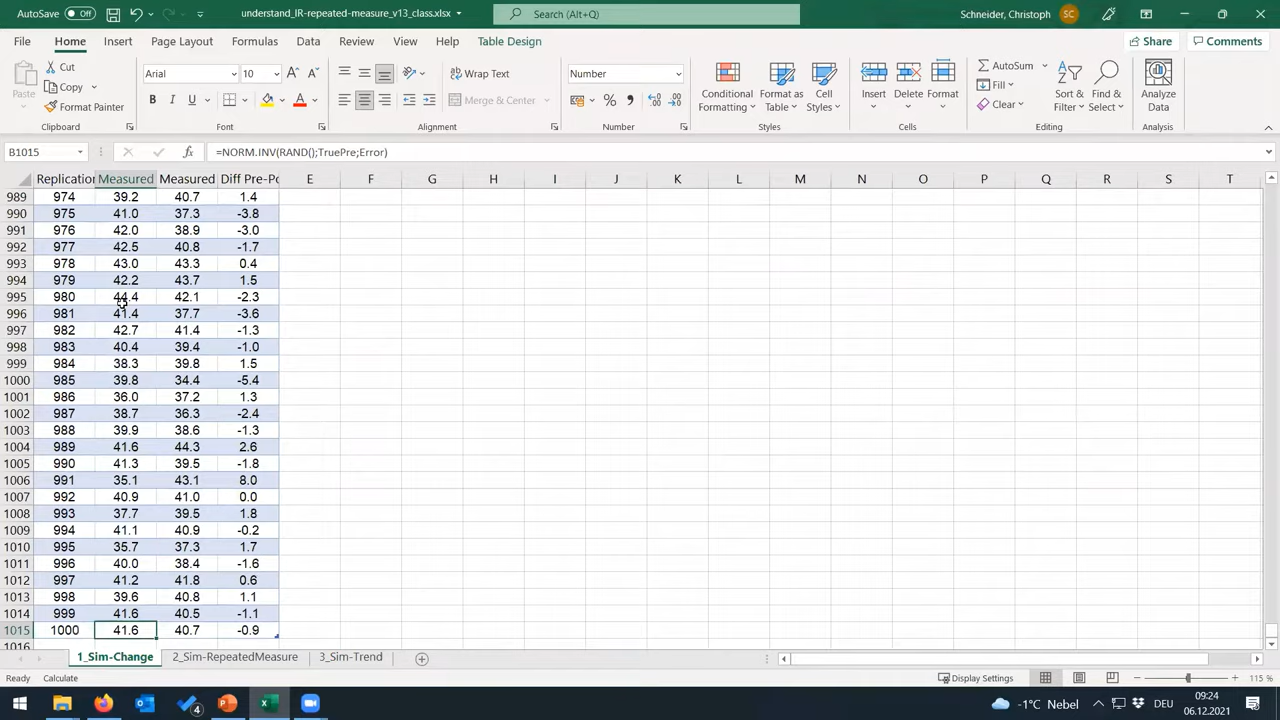 AutoSave Off understand_IR-repeated-measure_v13_class.xlsx Search (Alt+Q) Schneider, Christoph SC
File Home Insert Page Layout Formulas Data Review View Help Table Design Share Comments
Paste Cut Copy Format Painter Clipboard
Arial 10 B I U Font
Wrap Text Merge & Center Alignment
Number % , Number
Conditional Formatting Format as Table Cell Styles Styles
Insert Delete Format Cells
AutoSum Fill Clear Sort & Filter Find & Select Editing
Analyze Data Analysis
B1015 fx =NORM.INV(RAND();TruePre;Error)
Replication Measured Measured Diff Pre-Po E F G H I J K L M N O P Q R S T
989 974 39.2 40.7 1.4
990 975 41.0 37.3 -3.8
991 976 42.0 38.9 -3.0
992 977 42.5 40.8 -1.7
993 978 43.0 43.3 0.4
994 979 42.2 43.7 1.5
995 980 44.4 42.1 -2.3
996 981 41.4 37.7 -3.6
997 982 42.7 41.4 -1.3
998 983 40.4 39.4 -1.0
999 984 38.3 39.8 1.5
1000 985 39.8 34.4 -5.4
1001 986 36.0 37.2 1.3
1002 987 38.7 36.3 -2.4
1003 988 39.9 38.6 -1.3
1004 989 41.6 44.3 2.6
1005 990 41.3 39.5 -1.8
1006 991 35.1 43.1 8.0
1007 992 40.9 41.0 0.0
1008 993 37.7 39.5 1.8
1009 994 41.1 40.9 -0.2
1010 995 35.7 37.3 1.7
1011 996 40.0 38.4 -1.6
1012 997 41.2 41.8 0.6
1013 998 39.6 40.8 1.1
1014 999 41.6 40.5 -1.1
1015 1000 41.6 40.7 -0.9
1016
1_Sim-Change 2_Sim-RepeatedMeasure 3_Sim-Trend
Ready Calculate Display Settings 115 %
4 -1°C Nebel DEU 09:24
06.12.2021